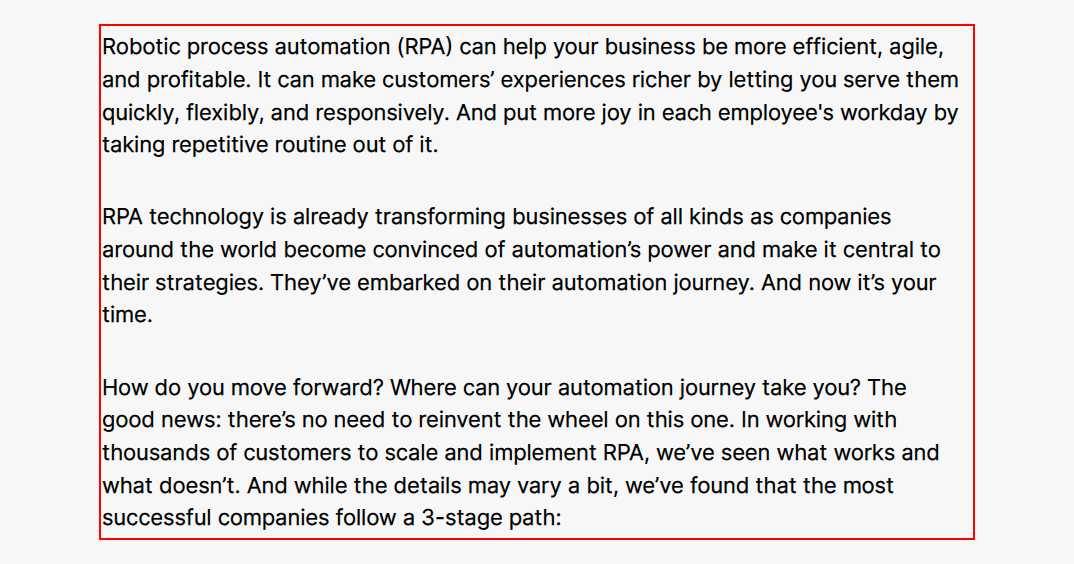 Robotic process automation (RPA) can help your business be more efficient, agile,
and profitable. It can make customers’ experiences richer by letting you serve them
quickly, flexibly, and responsively. And put more joy in each employee's workday by
taking repetitive routine out of it.
RPA technology is already transforming businesses of all kinds as companies
around the world become convinced of automation’s power and make it central to
their strategies. They’ve embarked on their automation journey. And now it’s your
time.
How do you move forward? Where can your automation journey take you? The
good news: there’s no need to reinvent the wheel on this one. In working with
thousands of customers to scale and implement RPA, we’ve seen what works and
what doesn’t. And while the details may vary a bit, we’ve found that the most
successful companies follow a 3-stage path: